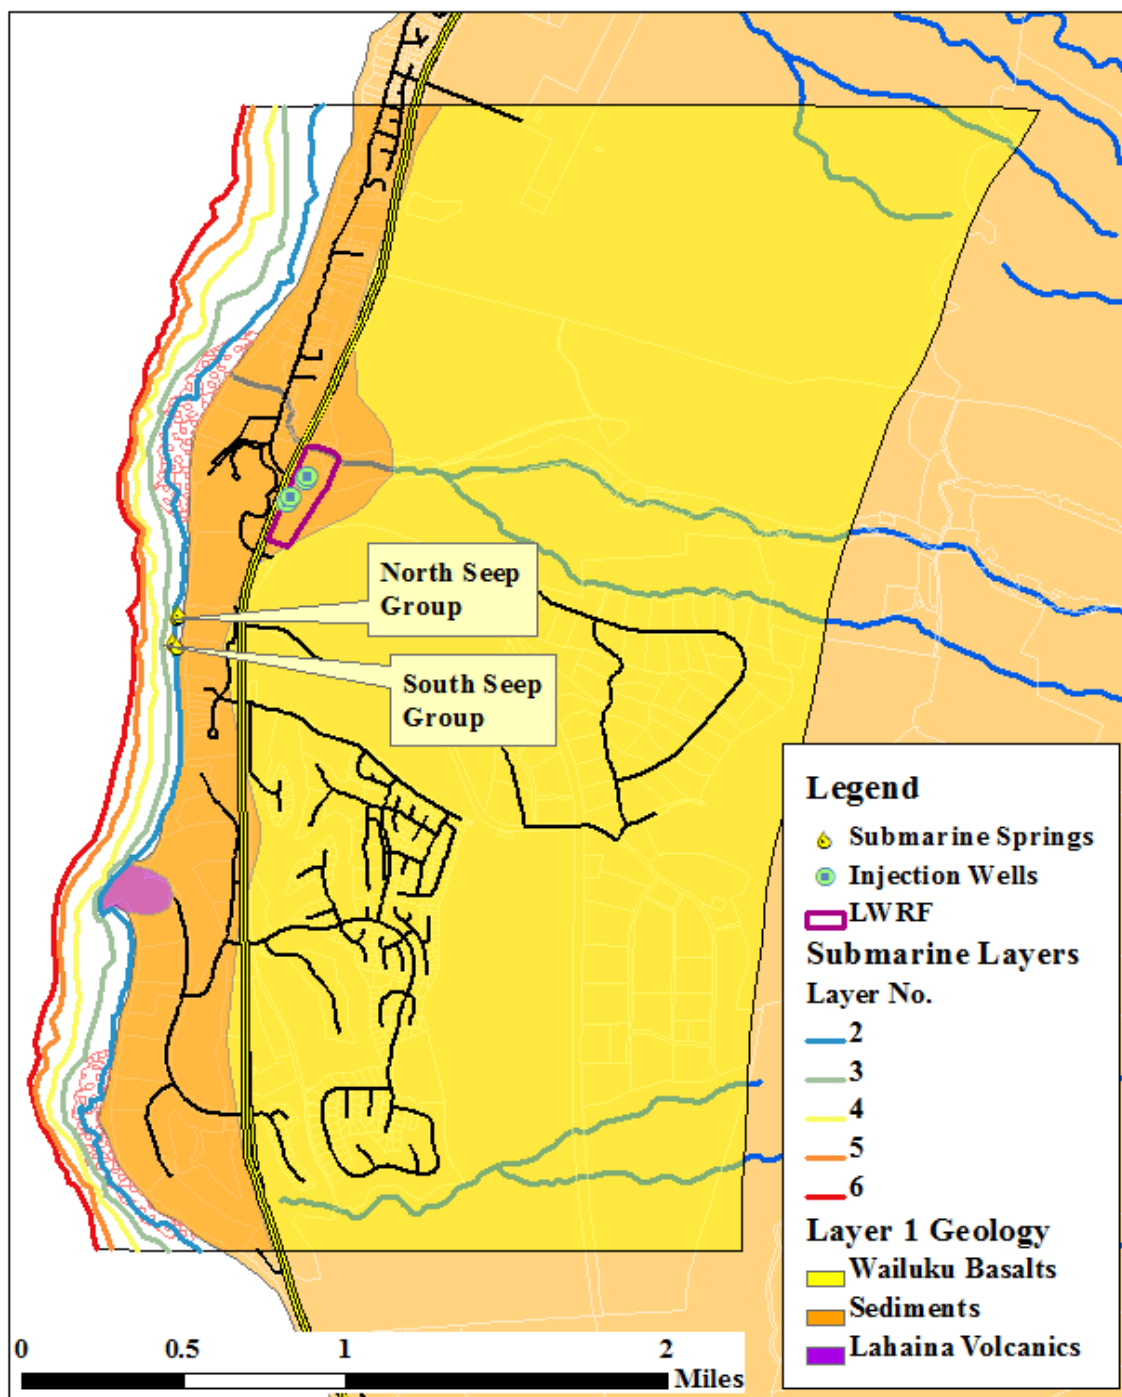 North Seep
Group
South Seep
Group
Legend
Submarine Springs
Injection Wells
LWRF
Submarine Layers
Layer No.
2
3
4
5
6
Layer 1 Geology
Wailuku Basalts
Sediments
Lahaina Volcanics
0 0.5 1 2
Miles